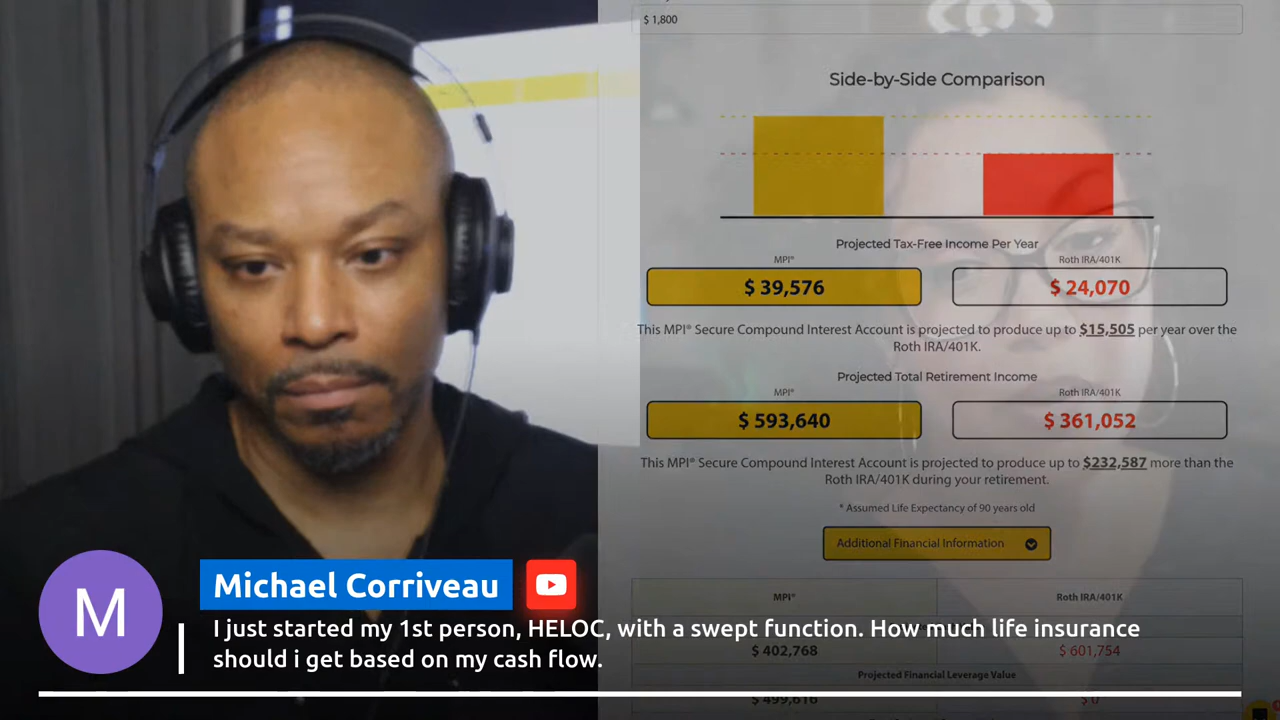 $ 1,800
Side-by-Side Comparison
Projected Tax-Free Income Per Year
MPI® Roth IRA/401K
$ 39,576 $ 24,070
This MPI® Secure Compound Interest Account is projected to produce up to $15,505 per year over the
Roth IRA/401K.
Projected Total Retirement Income
MPI® Roth IRA/401K
$ 593,640 $ 361,052
This MPI® Secure Compound Interest Account is projected to produce up to $232,587 more than the
Roth IRA/401K during your retirement.
* Assumed Life Expectancy of 90 years old
Additional Financial Information
MPI® Roth IRA/401K
$ 402,768 $ 601,754
Projected Financial Leverage Value
$ 499,616 $ 0
M
Michael Corriveau
I just started my 1st person, HELOC, with a swept function. How much life insurance
should i get based on my cash flow.